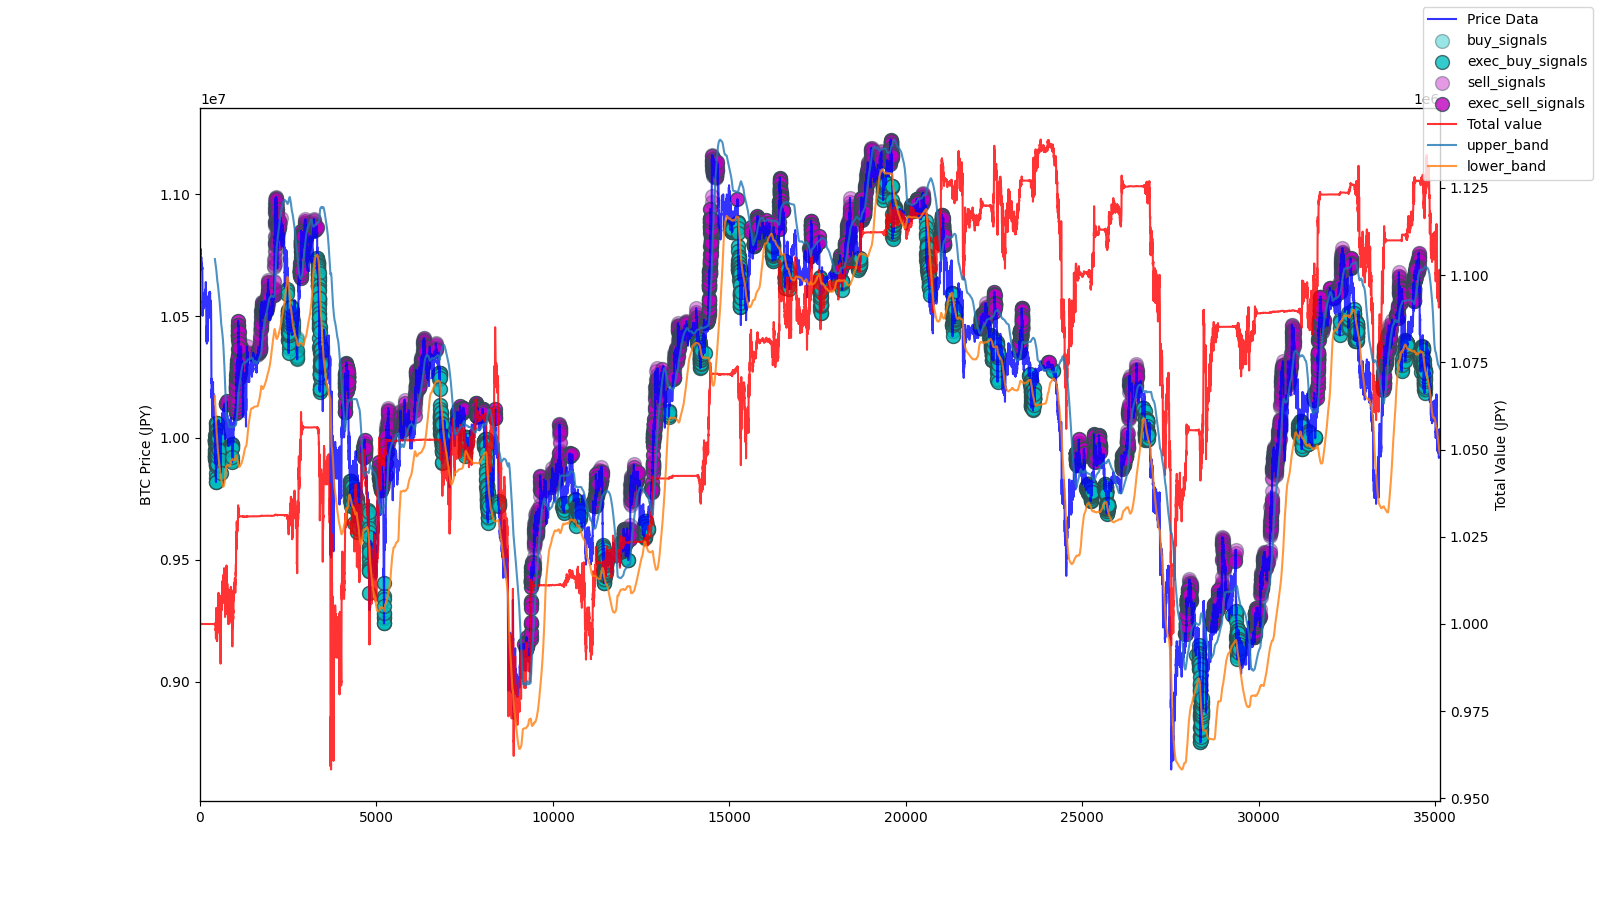 Price Data
buy_signals
exec_buy_signals
sell_signals
exec_sell_signals
Total value
upper_band
lower_band
1e7
1e6
1.10
1.05
1.00
0.95
0.90
BTC Price (JPY)
1.125
1.100
1.075
1.050
1.025
1.000
0.975
0.950
Total Value (JPY)
0
5000
10000
15000
20000
25000
30000
35000